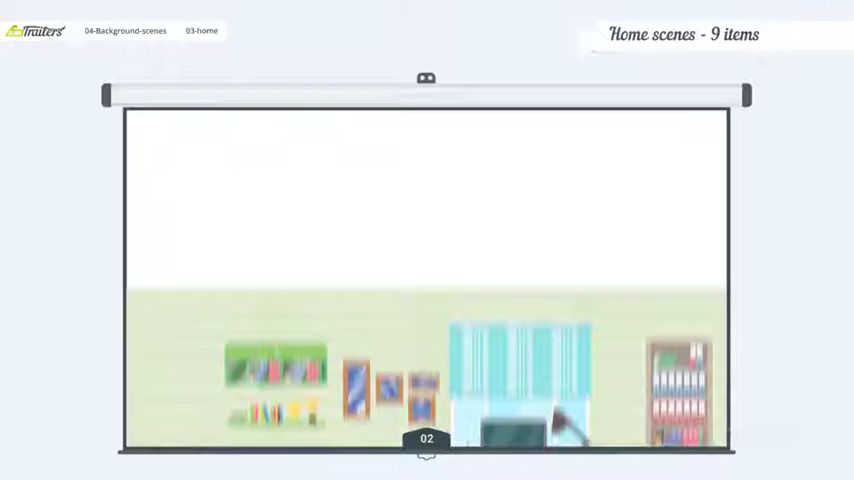 Trailers
04-Background-scenes
03-home
Home scenes - 9 items
02